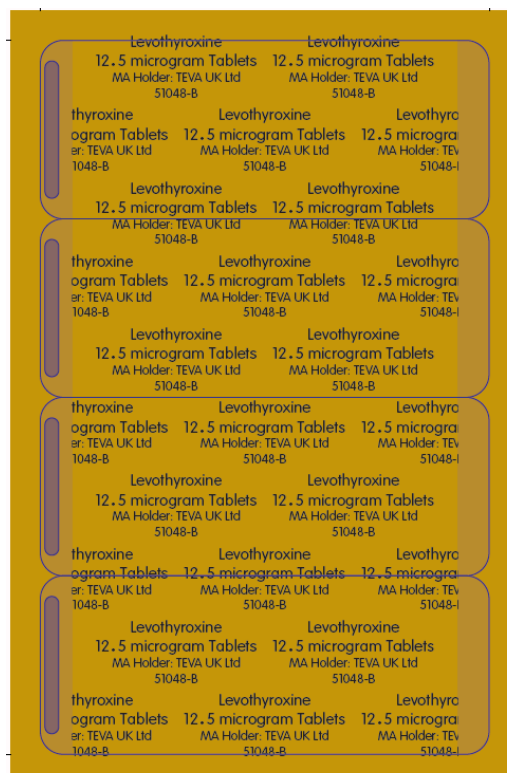 Levothyroxine Levothyroxine
12.5 microgram Tablets 12.5 microgram Tablets
MA Holder: TEVA UK Ltd MA Holder: TEVA UK Ltd
51048-B 51048-B
thyroxine Levothyroxine Levothyro
ogram Tablets 12.5 microgram Tablets 12.5 microgra
er: TEVA UK Ltd MA Holder: TEVA UK Ltd MA Holder: TEV
1048-B 51048-B 51048-
Levothyroxine Levothyroxine
12.5 microgram Tablets 12.5 microgram Tablets
MA Holder: TEVA UK Ltd MA Holder: TEVA UK Ltd
51048-B 51048-B
thyroxine Levothyroxine Levothyro
ogram Tablets 12.5 microgram Tablets 12.5 microgra
er: TEVA UK Ltd MA Holder: TEVA UK Ltd MA Holder: TEV
1048-B 51048-B 51048-
Levothyroxine Levothyroxine
12.5 microgram Tablets 12.5 microgram Tablets
MA Holder: TEVA UK Ltd MA Holder: TEVA UK Ltd
51048-B 51048-B
thyroxine Levothyroxine Levothyro
ogram Tablets 12.5 microgram Tablets 12.5 microgra
er: TEVA UK Ltd MA Holder: TEVA UK Ltd MA Holder: TEV
1048-B 51048-B 51048-
Levothyroxine Levothyroxine
12.5 microgram Tablets 12.5 microgram Tablets
MA Holder: TEVA UK Ltd MA Holder: TEVA UK Ltd
51048-B 51048-B
thyroxine Levothyroxine Levothyro
ogram Tablets 12.5 microgram Tablets 12.5 microgra
er: TEVA UK Ltd MA Holder: TEVA UK Ltd MA Holder: TEV
1048-B 51048-B 51048-
Levothyroxine Levothyroxine
12.5 microgram Tablets 12.5 microgram Tablets
MA Holder: TEVA UK Ltd MA Holder: TEVA UK Ltd
51048-B 51048-B
thyroxine Levothyroxine Levothyro
ogram Tablets 12.5 microgram Tablets 12.5 microgra
er: TEVA UK Ltd MA Holder: TEVA UK Ltd MA Holder: TEV
1048-B 51048-B 51048-